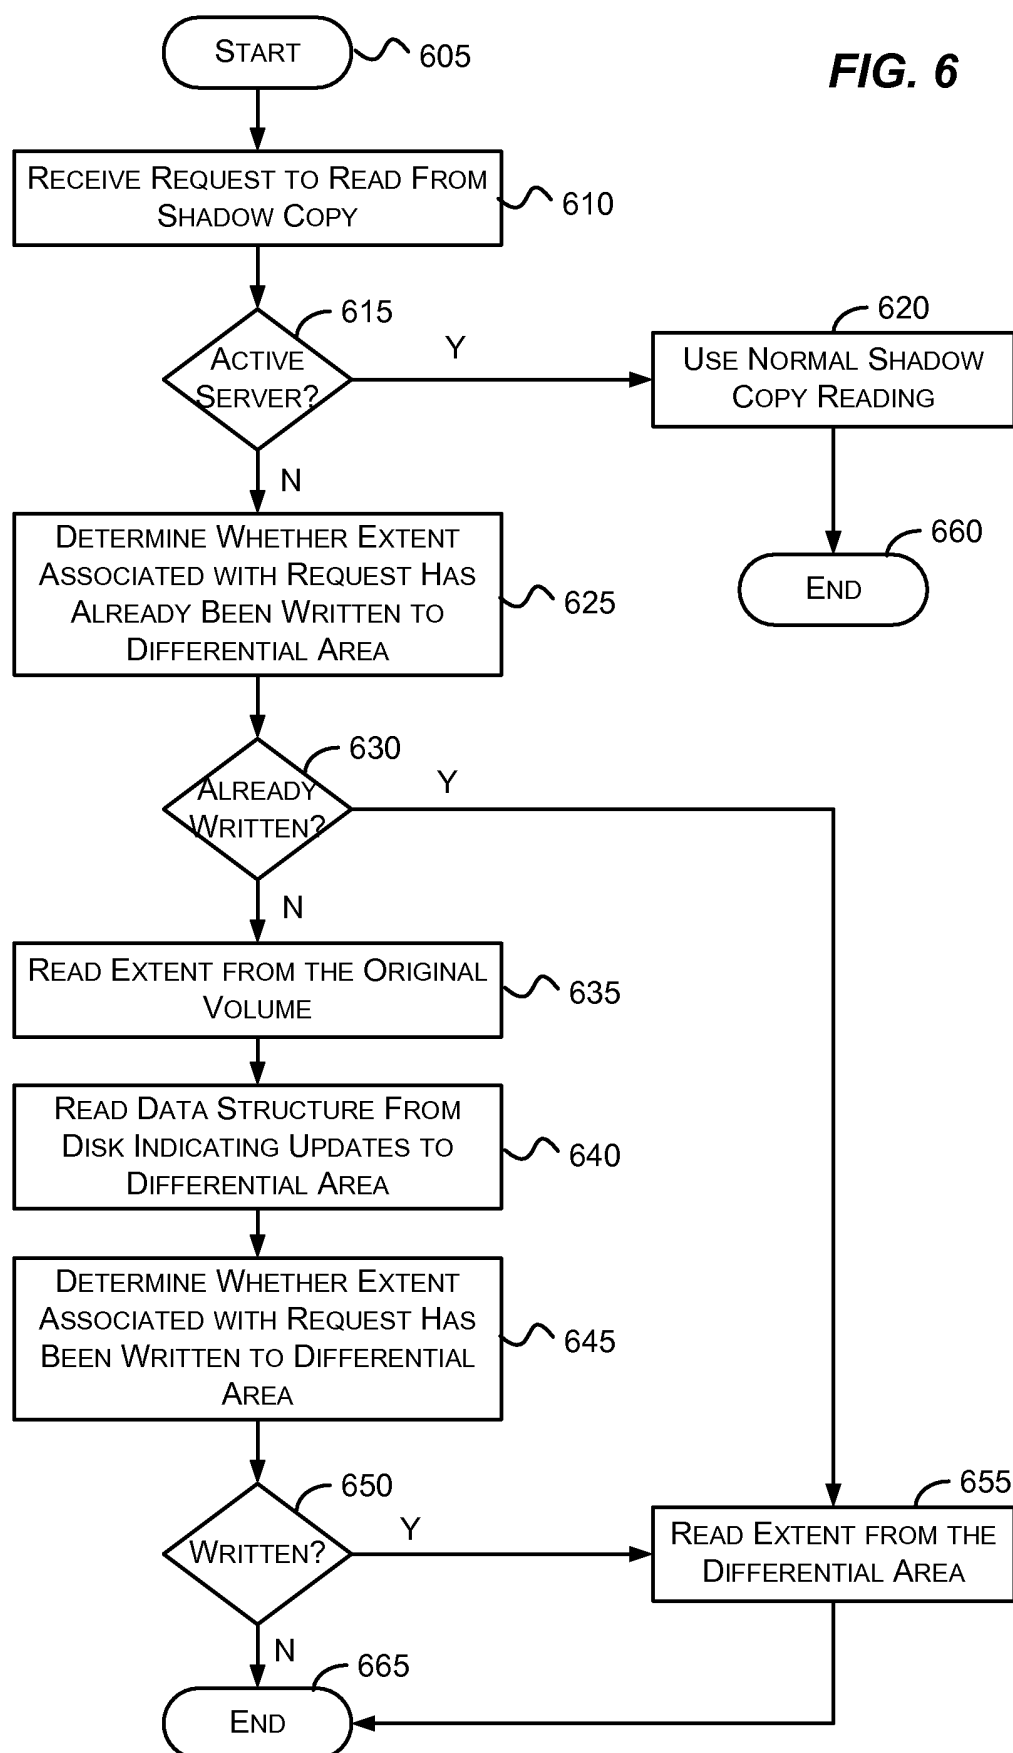 START
605
FIG. 6
RECEIVE REQUEST TO READ FROM
SHADOW COPY
610
615
ACTIVE
SERVER?
Y
620
USE NORMAL SHADOW
COPY READING
N
DETERMINE WHETHER EXTENT
ASSOCIATED WITH REQUEST HAS
ALREADY BEEN WRITTEN TO
DIFFERENTIAL AREA
625
660
END
630
ALREADY
WRITTEN?
Y
N
READ EXTENT FROM THE ORIGINAL
VOLUME
635
READ DATA STRUCTURE FROM
DISK INDICATING UPDATES TO
DIFFERENTIAL AREA
640
DETERMINE WHETHER EXTENT
ASSOCIATED WITH REQUEST HAS
BEEN WRITTEN TO DIFFERENTIAL
AREA
645
650
WRITTEN?
Y
655
READ EXTENT FROM THE
DIFFERENTIAL AREA
N
665
END